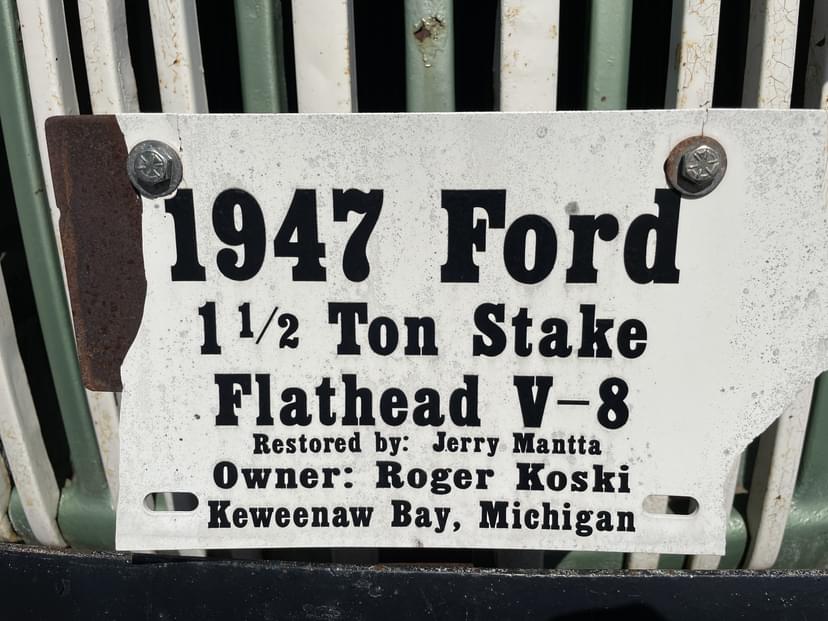 1947 Ford
1 1/2 Ton Stake
Flathead V-8
Restored by: Jerry Mantta
Owner: Roger Koski
Keweenaw Bay, Michigan